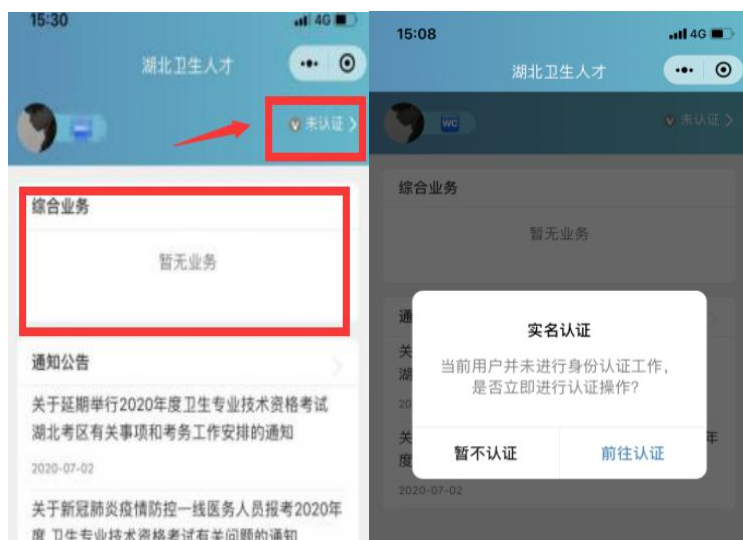 15:30
4G
湖北卫生人才
未认证
综合业务
暂无业务
通知公告
关于延期举行2020年度卫生专业技术资格考试
湖北考区有关事项和考务工作安排的通知
2020-07-02
关于新冠肺炎疫情防控一线医务人员报考2020年
度 卫生专业技术资格考试有关问题的通知
15:08
4G
湖北卫生人才
WC
未认证
综合业务
暂无业务
通
关
湖
20
实名认证
当前用户并未进行身份认证工作，
是否立即进行认证操作?
暂不认证
前往认证
关
年
度
2020-07-02